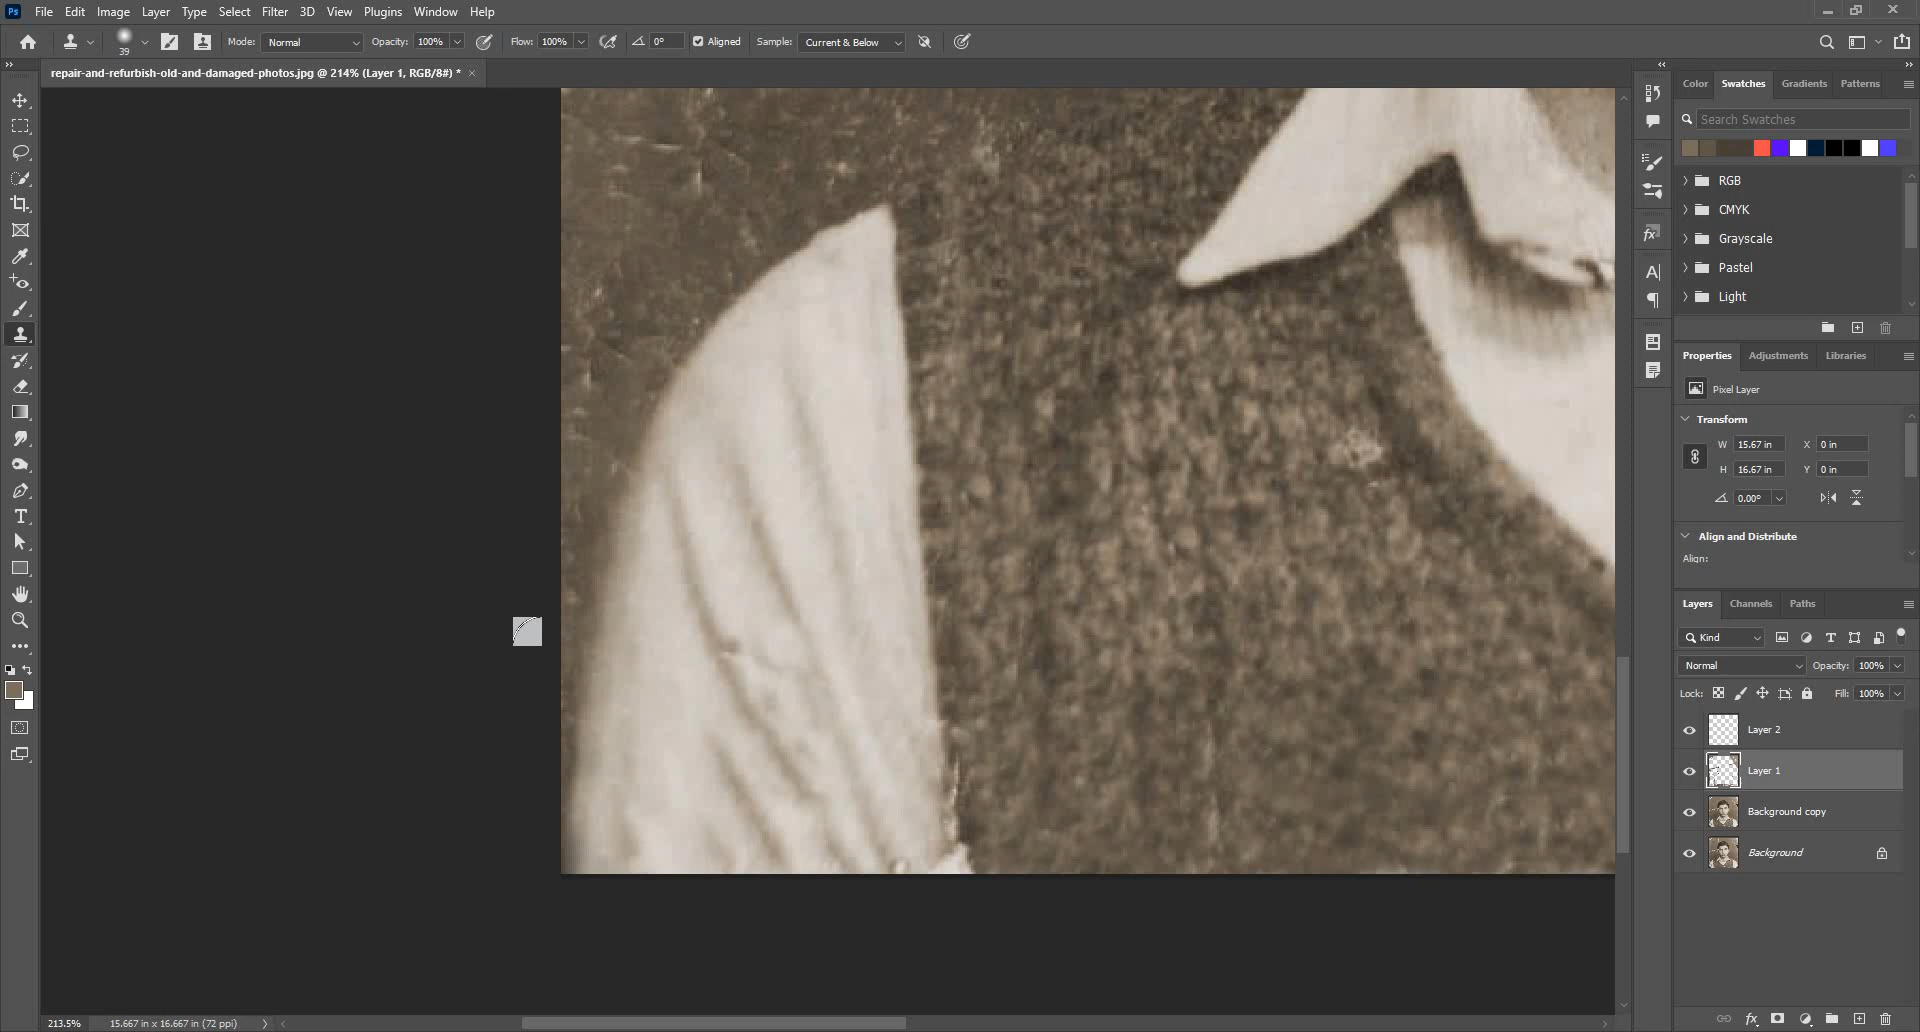 Ps File Edit Image Layer Type Select Filter 3D View Plugins Window Help
39 Mode: Normal Opacity: 100% Flow: 100% 0° Aligned Sample: Current & Below
repair-and-refurbish-old-and-damaged-photos.jpg @ 214% (Layer 1, RGB/8#) * ×
Color Swatches Gradients Patterns
Search Swatches
RGB
CMYK
Grayscale
Pastel
Light
Properties Adjustments Libraries
Pixel Layer
Transform
W 15.67 in X 0 in
H 16.67 in Y 0 in
0.00°
Align and Distribute
Align:
Layers Channels Paths
Kind
Normal Opacity: 100%
Lock: Fill: 100%
Layer 2
Layer 1
Background copy
Background
213.5% 15.667 in x 16.667 in (72 ppi)